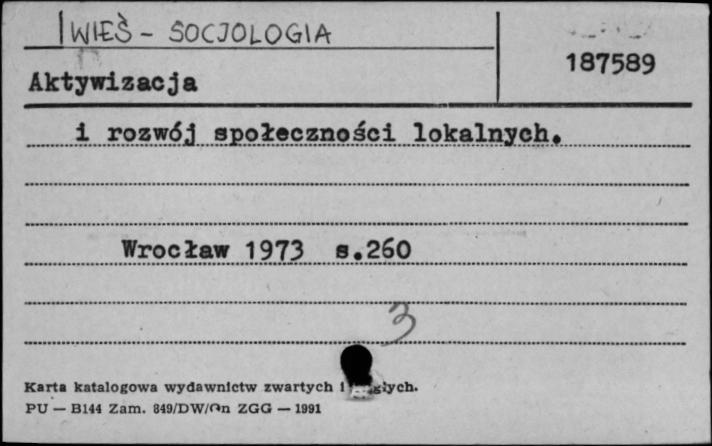 WIEŚ - SOCJOLOGIA
187589
Aktywizacja
i rozwój społeczności lokalnych.
Wrocław 1973 s.260
3
Karta katalogowa wydawnictw zwartych i
PU — B144 Zam. 849/DW/On ZGG — 1991